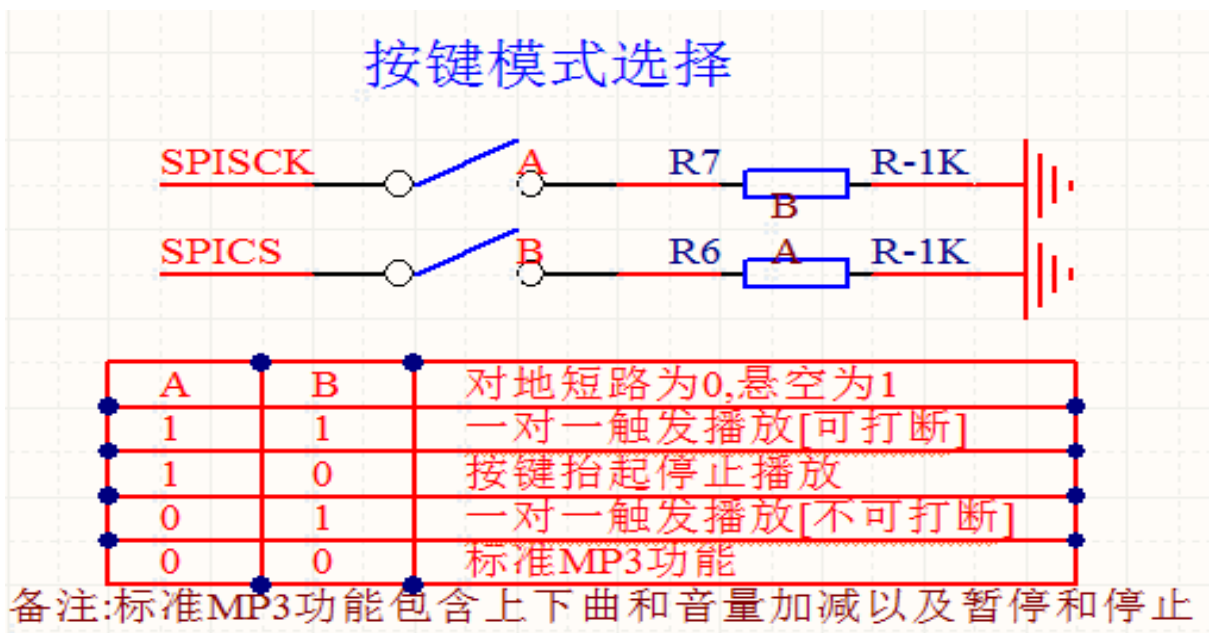 按键模式选择
SPISCK A R7 R-1K
B
SPICS B R6 A R-1K
A B 对地短路为0,悬空为1
1 1 一对一触发播放[可打断]
1 0 按键抬起停止播放
0 1 一对一触发播放[不可打断]
0 0 标准MP3功能
备注:标准MP3功能包含上下曲和音量加减以及暂停和停止